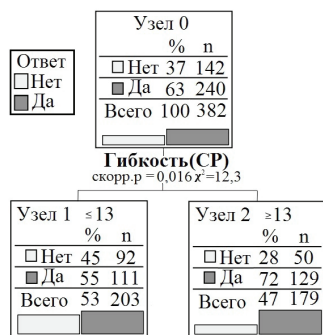 Узел 0
% n
Нет 37 142
Да 63 240
Всего 100 382
Ответ
Нет
Да
Гибкость(СР)
скорр.р = 0,016 χ²=12,3
Узел 1 ≤13
% n
Нет 45 92
Да 55 111
Всего 53 203
Узел 2 ≥13
% n
Нет 28 50
Да 72 129
Всего 47 179